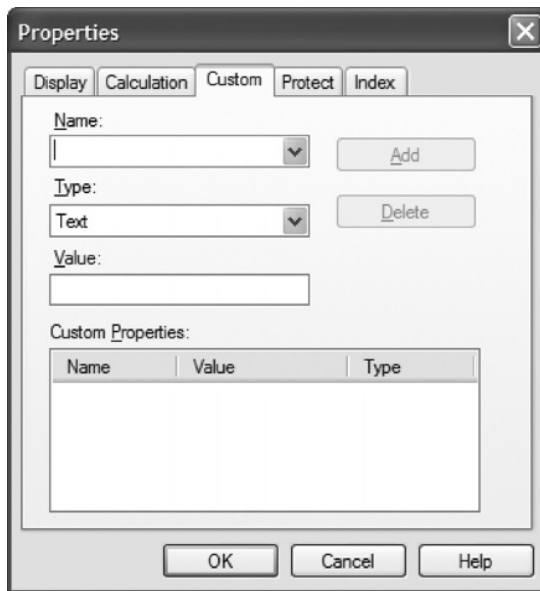 Properties
Display Calculation Custom Protect Index
Name:
Add
Type:
Text
Delete
Value:
Custom Properties:
Name Value Type
OK Cancel Help